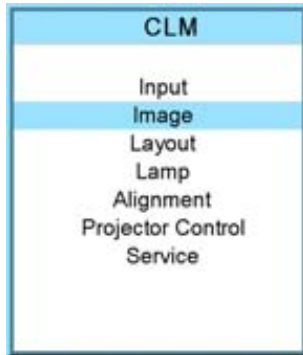 CLM
Input
Image
Layout
Lamp
Alignment
Projector Control
Service